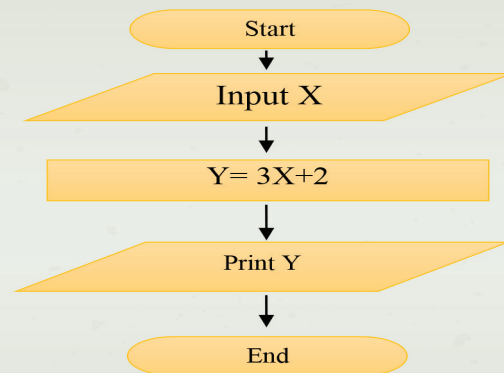 Start
Input X
Y= 3X+2
Print Y
End